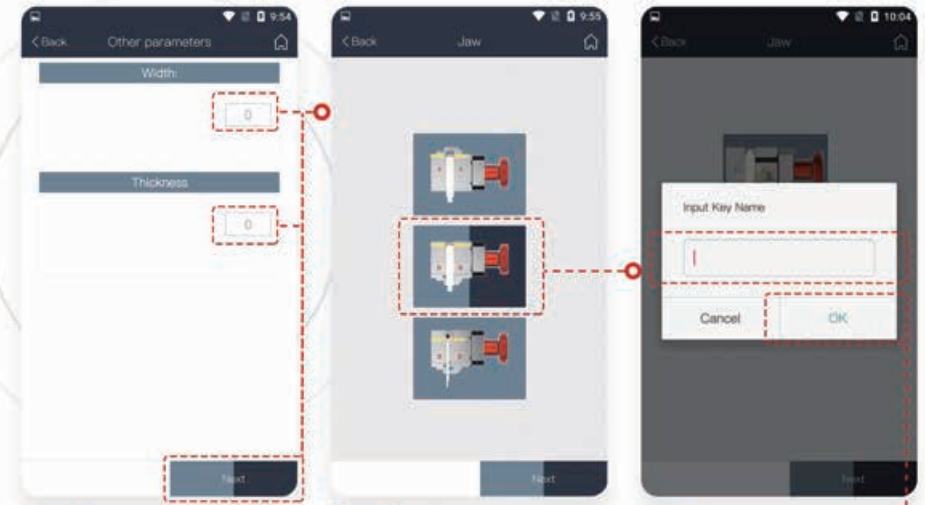 9:54
< Back Other parameters
Width:
0
Thickness
0
Next
9:55
< Back Jaw
Next
10:04
< Back Jaw
Input Key Name
Cancel OK
Next